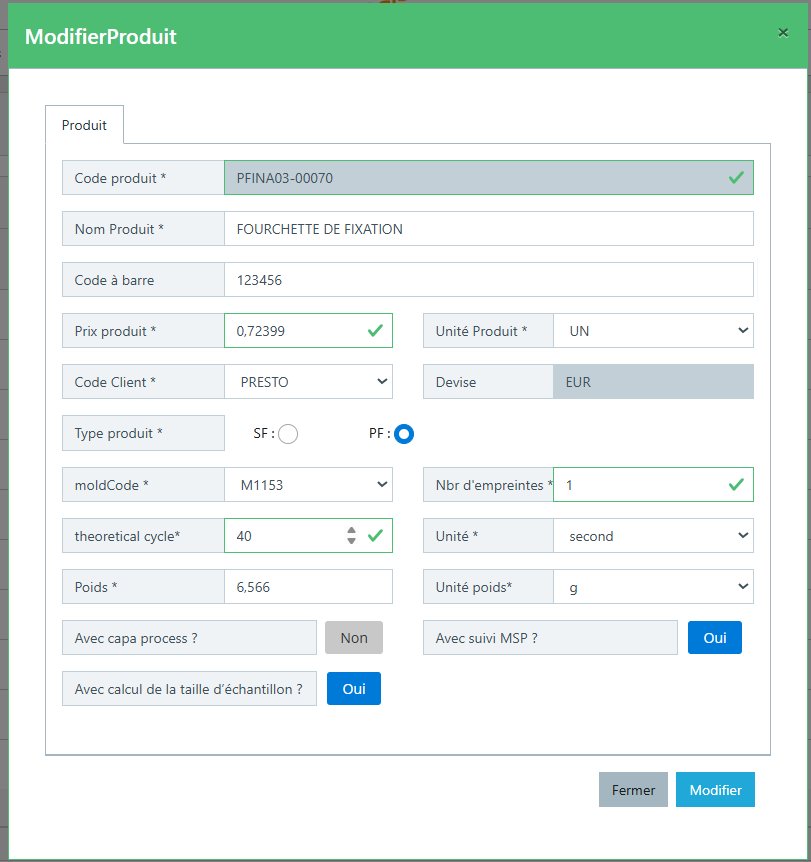 ModifierProduit
×
Produit
Code produit * PFINA03-00070
Nom Produit * FOURCHETTE DE FIXATION
Code à barre 123456
Prix produit * 0,72399 Unité Produit * UN
Code Client * PRESTO Devise EUR
Type produit * SF : PF :
moldCode * M1153 Nbr d'empreintes * 1
theoretical cycle* 40 Unité * second
Poids * 6,566 Unité poids* g
Avec capa process ? Non Avec suivi MSP ? Oui
Avec calcul de la taille d’échantillon ? Oui
Fermer Modifier